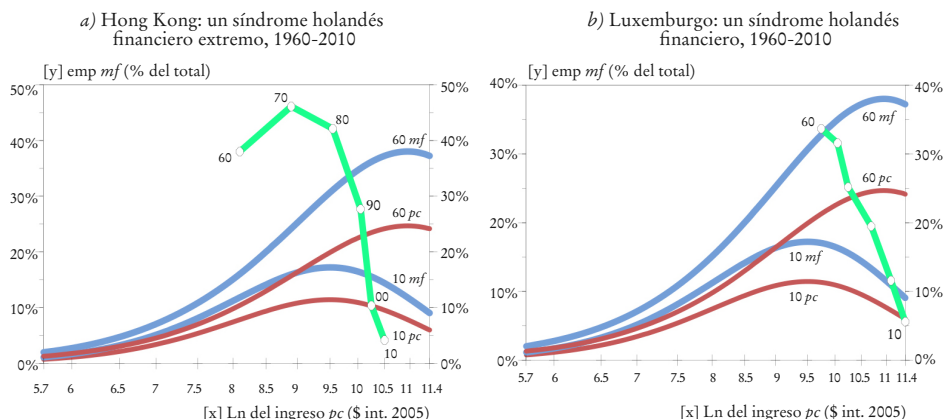 a) Hong Kong: un síndrome holandés
financiero extremo, 1960-2010
[y] emp mf (% del total)
50%
40%
30%
20%
10%
0%
50%
40%
30%
20%
10%
0%
60
70
80
90
00
10
60 mf
60 pc
10 mf
10 pc
5.7 6 6.5 7 7.5 8 8.5 9 9.5 10 10.5 11 11.4
[x] Ln del ingreso pc ($ int. 2005)
b) Luxemburgo: un síndrome holandés
financiero, 1960-2010
[y] emp mf (% del total)
40%
30%
20%
10%
0%
40%
30%
20%
10%
0%
60
10
60 mf
60 pc
10 mf
10 pc
5.7 6 6.5 7 7.5 8 8.5 9 9.5 10 10.5 11 11.4
[x] Ln del ingreso pc ($ int. 2005)